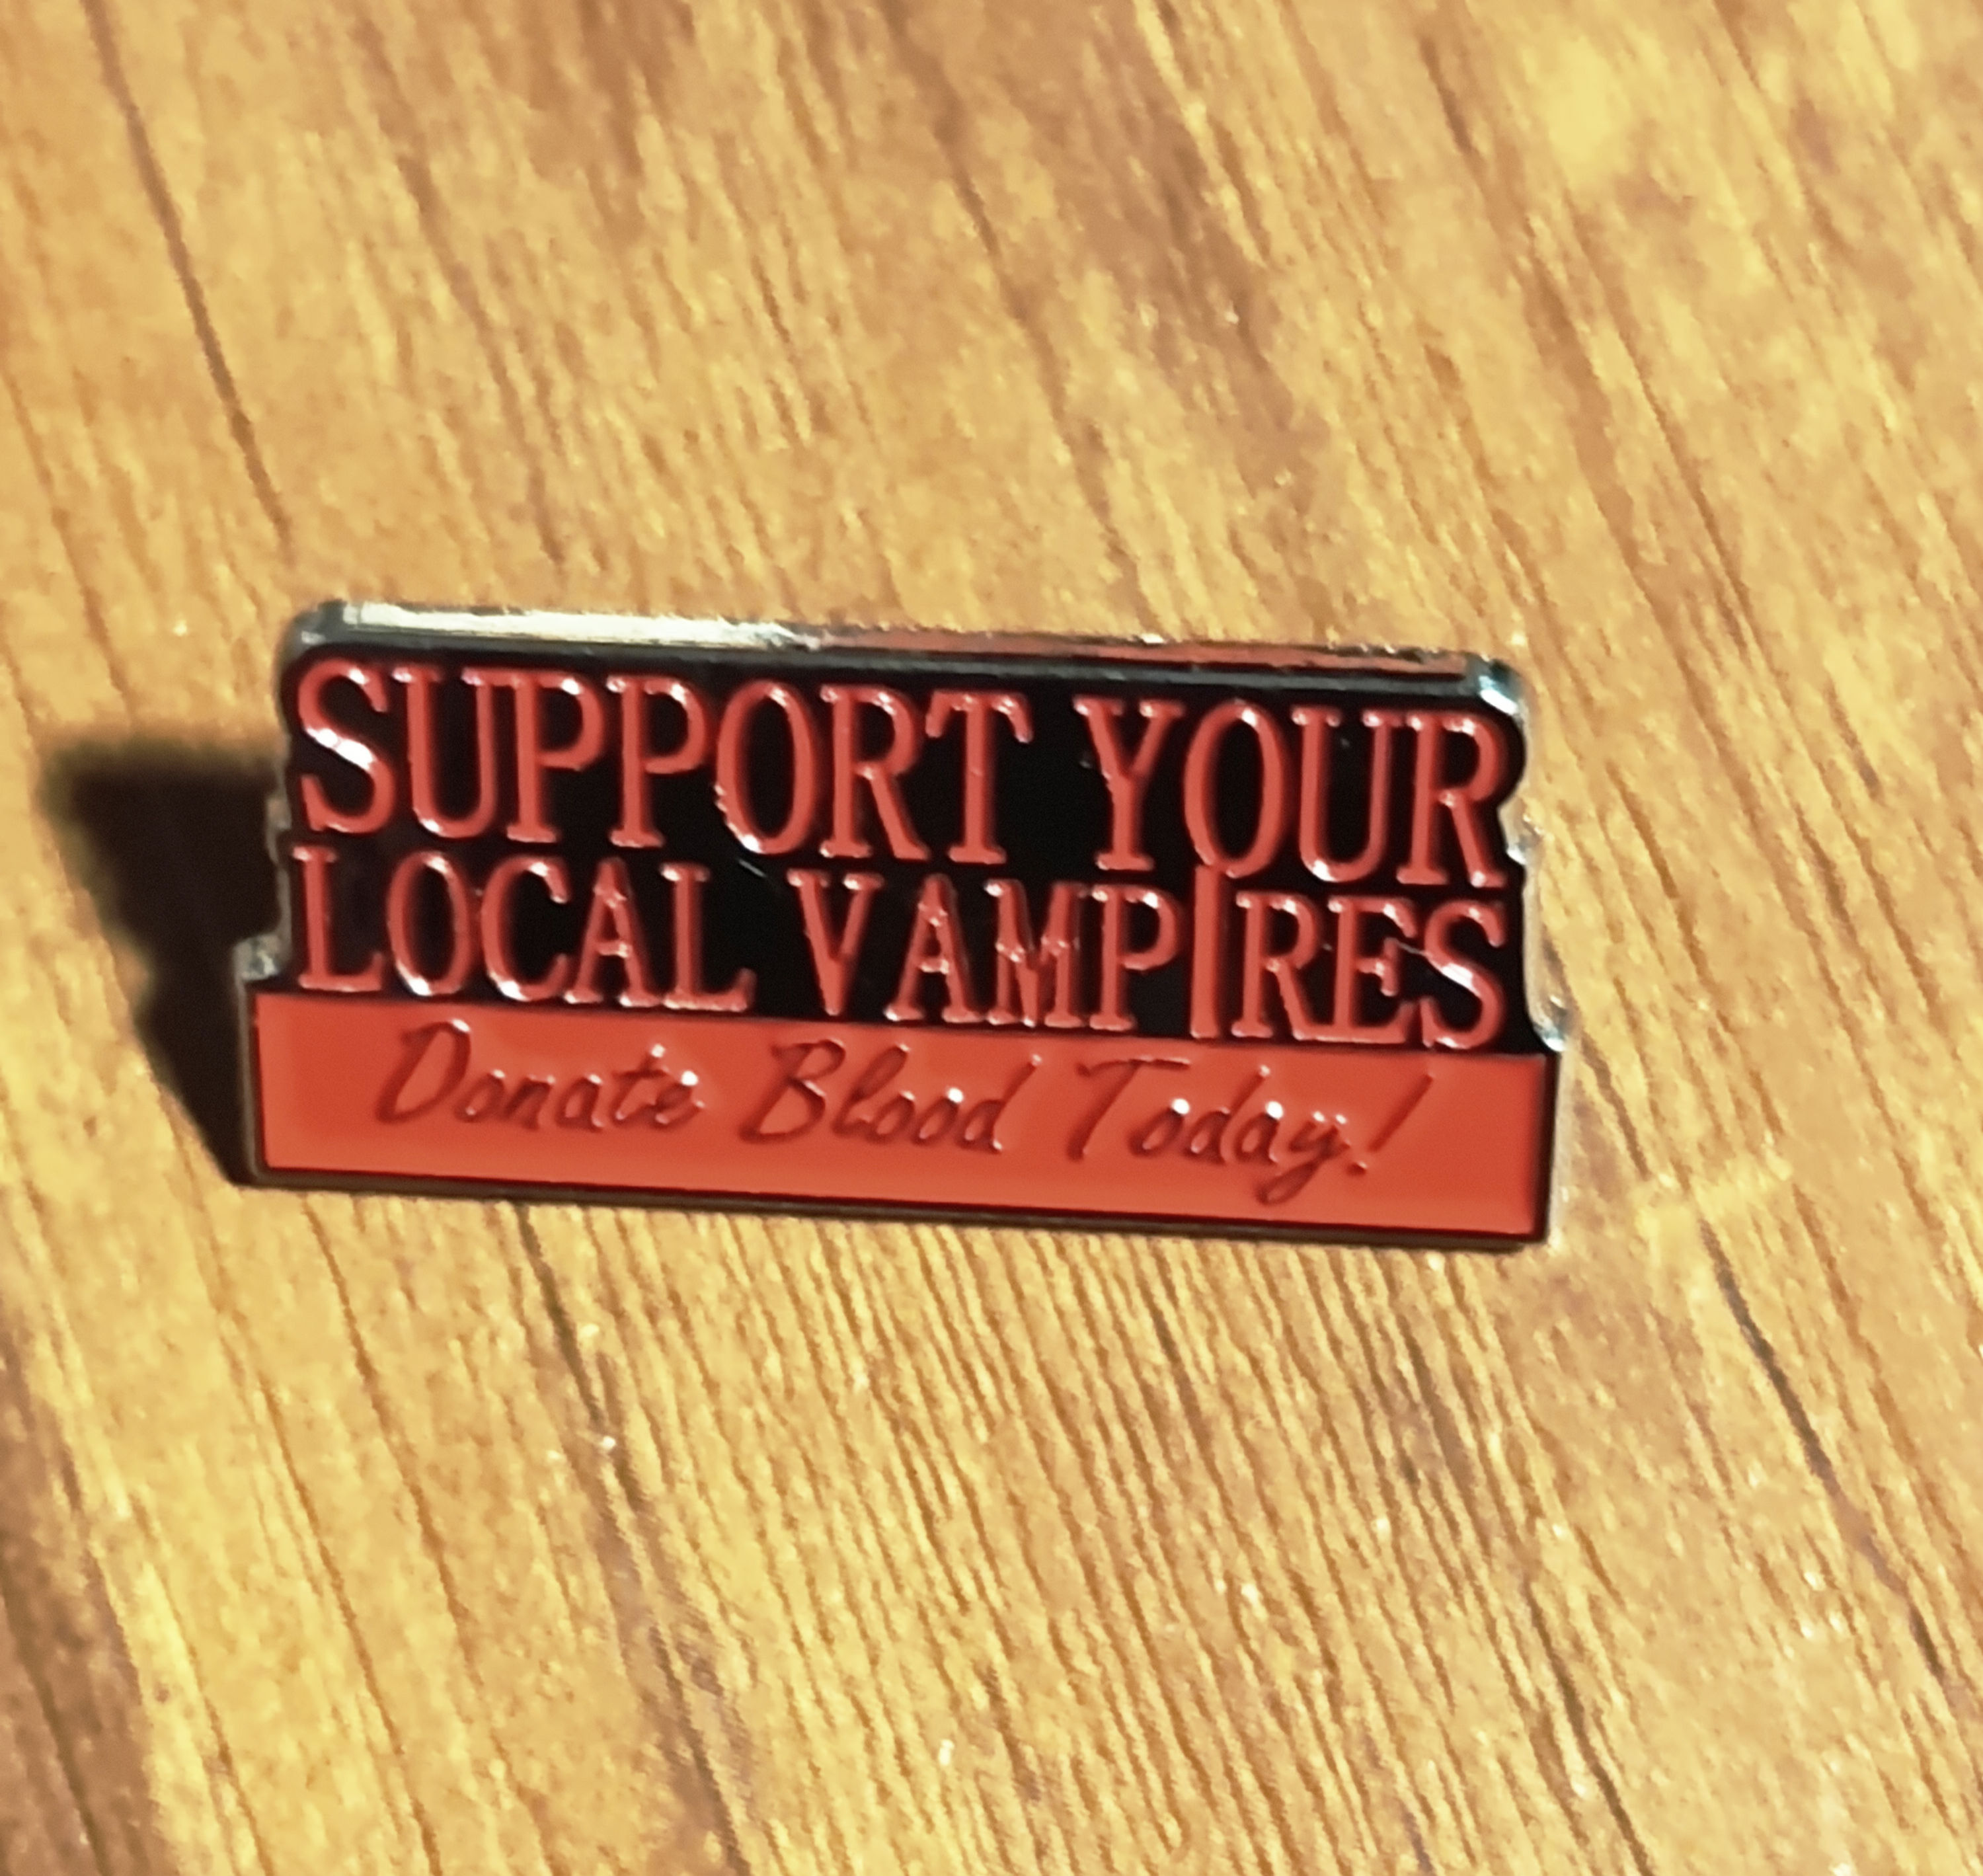 SUPPORT YOUR
LOCAL VAMPIRES
Donate Blood Today!